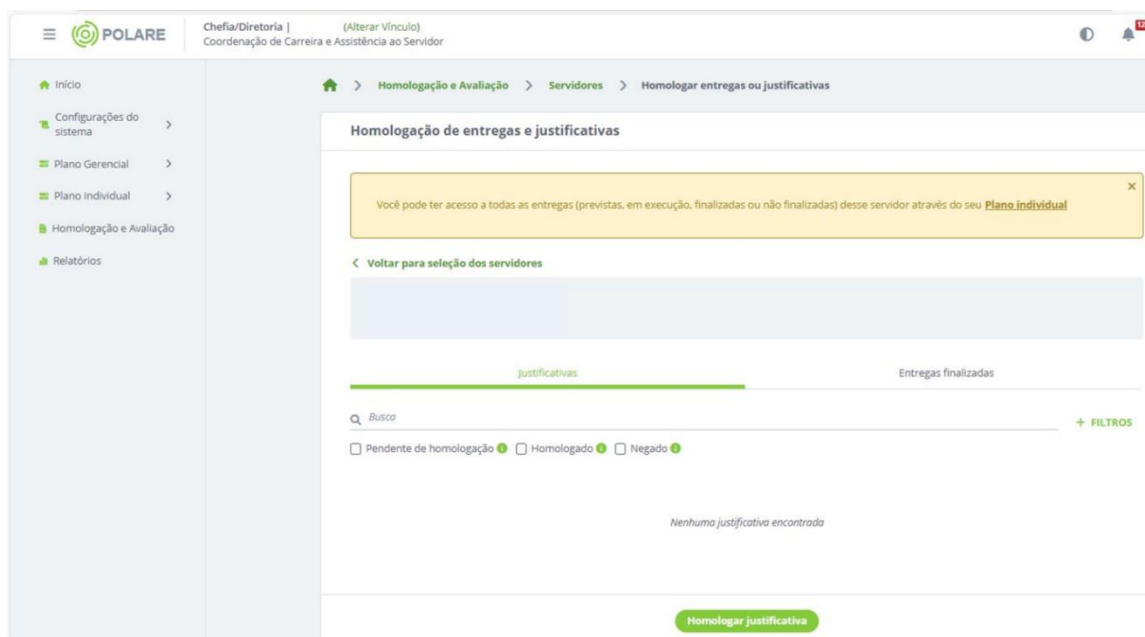 POLARE
Chefia/Diretoria | (Alterar Vínculo)
Coordenação de Carreira e Assistência ao Servidor
12
Início
Configurações do
sistema
Plano Gerencial
Plano Individual
Homologação e Avaliação
Relatórios
Homologação e Avaliação > Servidores > Homologar entregas ou justificativas
Homologação de entregas e justificativas
Você pode ter acesso a todas as entregas (previstas, em execução, finalizadas ou não finalizadas) desse servidor através do seu Plano individual
Voltar para seleção dos servidores
Justificativas
Entregas finalizadas
Busca
+ FILTROS
Pendente de homologação Homologado Negado
Nenhuma justificativa encontrada
Homologar justificativa